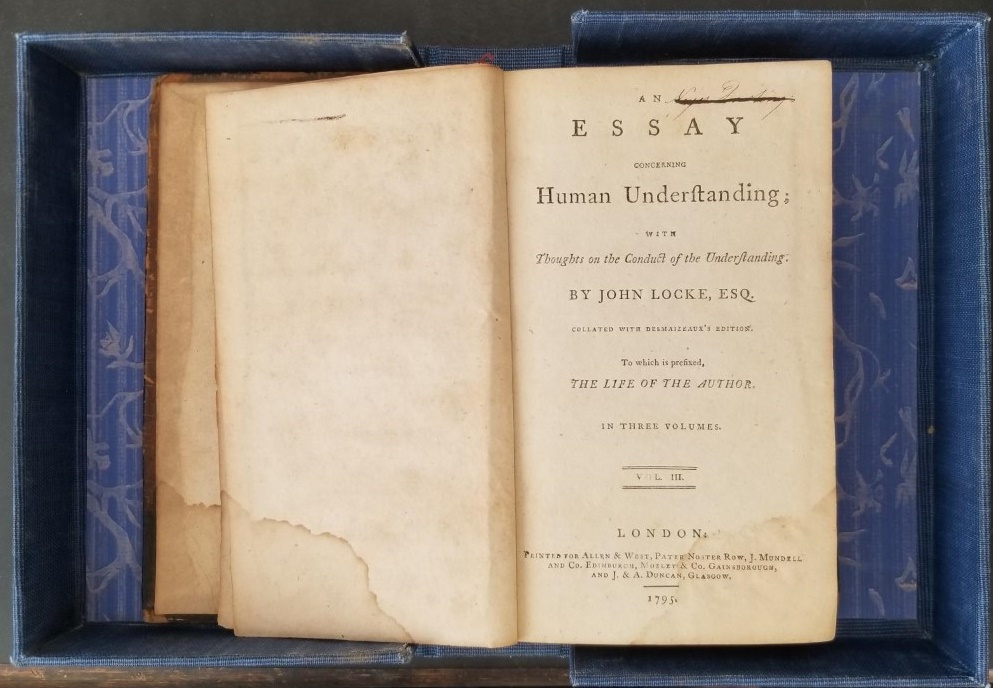 AN
ESSAY
CONCERNING
Human Underſtanding;
WITH
Thoughts on the Conduct of the Underſtanding.
BY JOHN LOCKE, ESQ.
COLLATED WITH DESMAIZEAUX'S EDITION.
To which is prefixed,
THE LIFE OF THE AUTHOR.
IN THREE VOLUMES.
VOL. III.
LONDON:
PRINTED FOR ALLEN & WEST, PATER NOSTER ROW, J. MUNDELL
AND CO. EDINBURGH, MOZLEY & CO. GAINSBOROUGH,
AND J. & A. DUNCAN, GLASGOW.
1795.